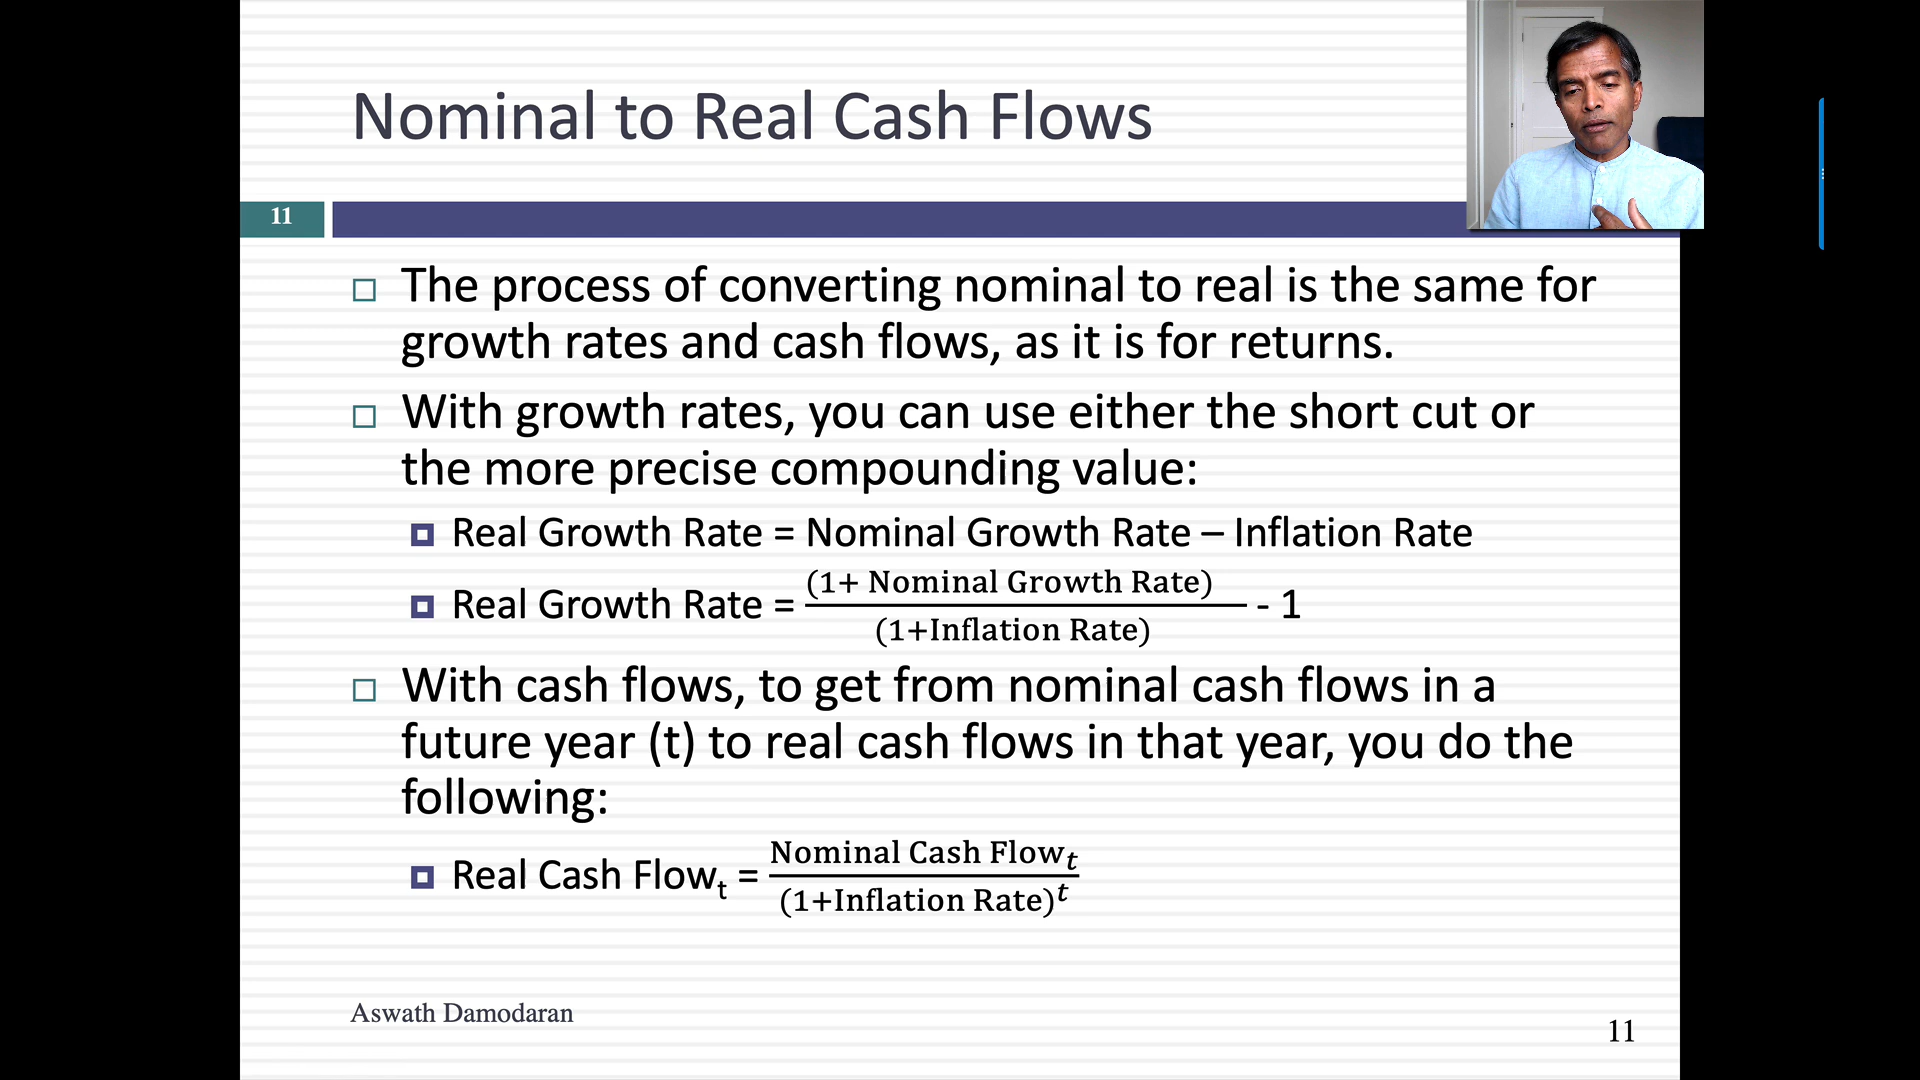 Nominal to Real Cash Flows
11
The process of converting nominal to real is the same for
growth rates and cash flows, as it is for returns.
With growth rates, you can use either the short cut or
the more precise compounding value:
Real Growth Rate = Nominal Growth Rate – Inflation Rate
Real Growth Rate = (1+ Nominal Growth Rate) / (1+Inflation Rate) - 1
With cash flows, to get from nominal cash flows in a
future year (t) to real cash flows in that year, you do the
following:
Real Cash Flow_t = Nominal Cash Flow_t / (1+Inflation Rate)^t
Aswath Damodaran
11